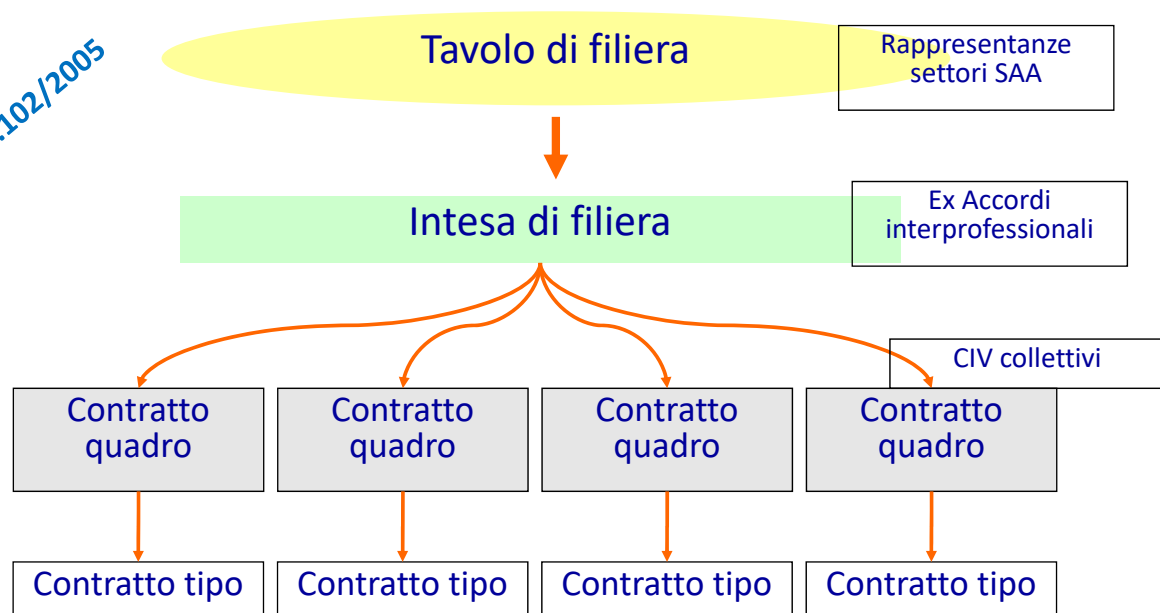 .102/2005
Tavolo di filiera
Rappresentanze
settori SAA
Intesa di filiera
Ex Accordi
interprofessionali
CIV collettivi
Contratto
quadro
Contratto
quadro
Contratto
quadro
Contratto
quadro
Contratto tipo
Contratto tipo
Contratto tipo
Contratto tipo